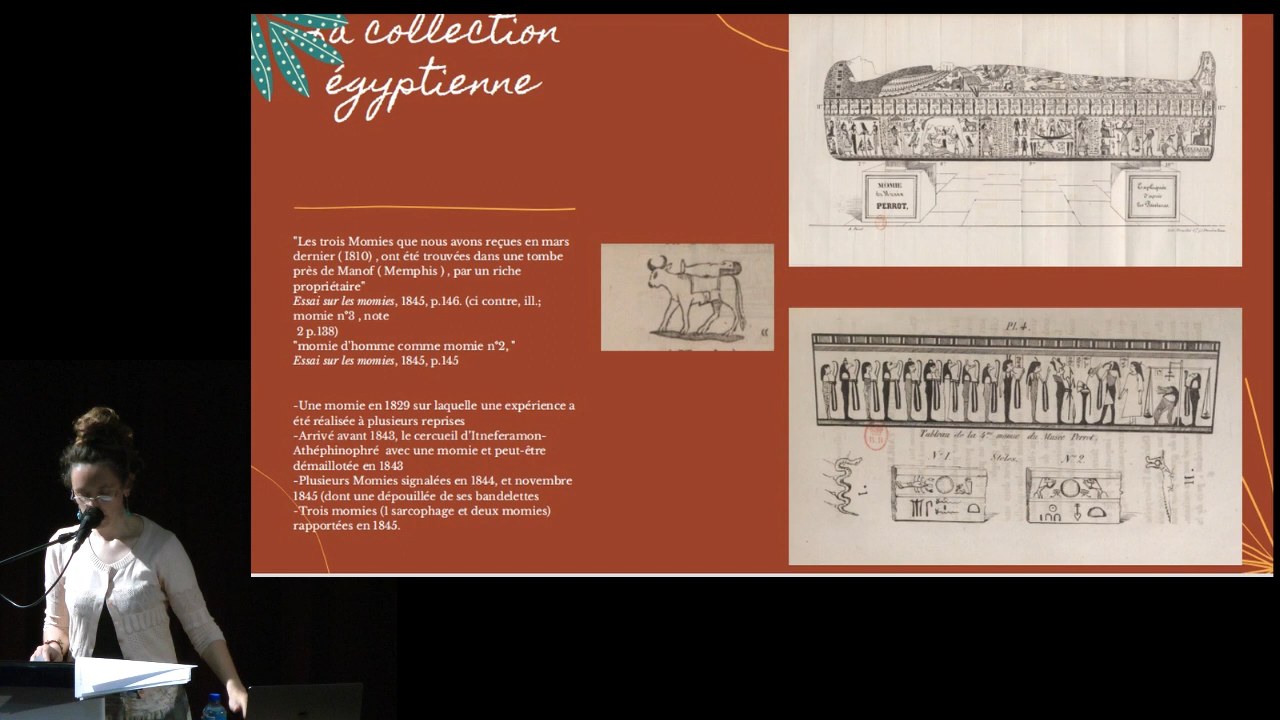 La collection
égyptienne
"Les trois Momies que nous avons reçues en mars
dernier ( 1810) , ont été trouvées dans une tombe
près de Manof ( Memphis ) , par un riche
propriétaire"
Essai sur les momies, 1845, p.146. (ci contre, ill.;
momie n°3 , note
2 p.138)
"momie d'homme comme momie n°2, "
Essai sur les momies, 1845, p.145
-Une momie en 1829 sur laquelle une expérience a
été réalisée à plusieurs reprises
-Arrivé avant 1843, le cercueil d'Itneferamon-
Athéphinophré avec une momie et peut-être
démaillotée en 1843
-Plusieurs Momies signalées en 1844, et novembre
1845 (dont une dépouillée de ses bandelettes
-Trois momies (1 sarcophage et deux momies)
rapportées en 1845.
MOMIE
du Museum
PERROT,
Expliquée
D'après
les Peintures
Pl. 4.
Tableau de la 4me momie du Musée Perrot.
N° 1.
Stèles.
N° 2.
I.
II.